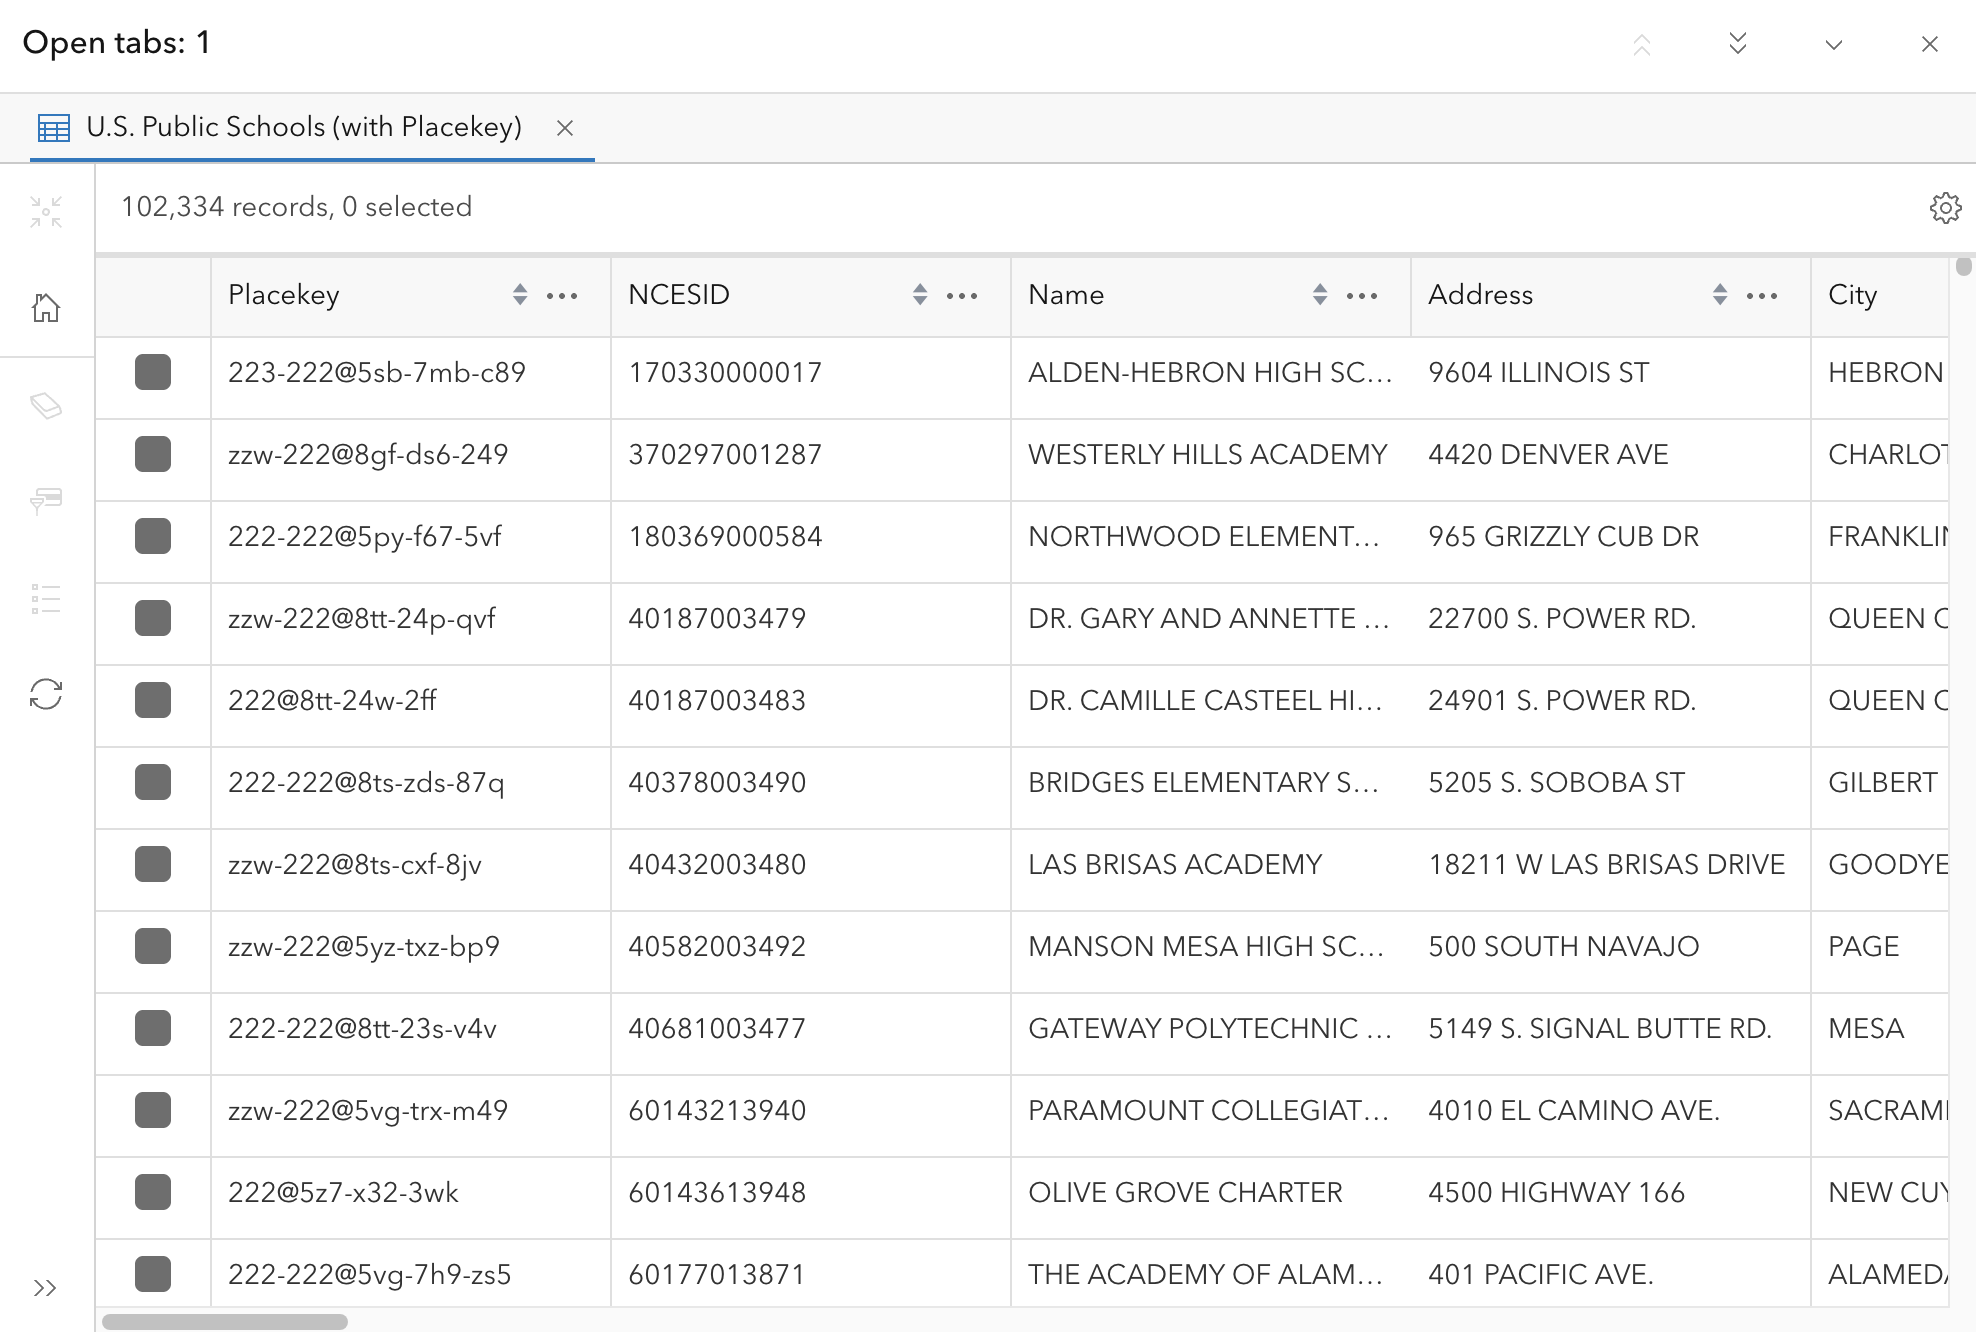 Open tabs: 1
U.S. Public Schools (with Placekey)
102,334 records, 0 selected
Placekey NCESID Name Address City
223-222@5sb-7mb-c89 170330000017 ALDEN-HEBRON HIGH SC... 9604 ILLINOIS ST HEBRON
zzw-222@8gf-ds6-249 370297001287 WESTERLY HILLS ACADEMY 4420 DENVER AVE CHARLOT
222-222@5py-f67-5vf 180369000584 NORTHWOOD ELEMENT... 965 GRIZZLY CUB DR FRANKLIN
zzw-222@8tt-24p-qvf 40187003479 DR. GARY AND ANNETTE ... 22700 S. POWER RD. QUEEN C
222@8tt-24w-2ff 40187003483 DR. CAMILLE CASTEEL HI... 24901 S. POWER RD. QUEEN C
222-222@8ts-zds-87q 40378003490 BRIDGES ELEMENTARY S... 5205 S. SOBOBA ST GILBERT
zzw-222@8ts-cxf-8jv 40432003480 LAS BRISAS ACADEMY 18211 W LAS BRISAS DRIVE GOODYE
zzw-222@5yz-txz-bp9 40582003492 MANSON MESA HIGH SC... 500 SOUTH NAVAJO PAGE
222-222@8tt-23s-v4v 40681003477 GATEWAY POLYTECHNIC ... 5149 S. SIGNAL BUTTE RD. MESA
zzw-222@5vg-trx-m49 60143213940 PARAMOUNT COLLEGIAT... 4010 EL CAMINO AVE. SACRAM
222@5z7-x32-3wk 60143613948 OLIVE GROVE CHARTER 4500 HIGHWAY 166 NEW CUY
222-222@5vg-7h9-zs5 60177013871 THE ACADEMY OF ALAM... 401 PACIFIC AVE. ALAMEDA